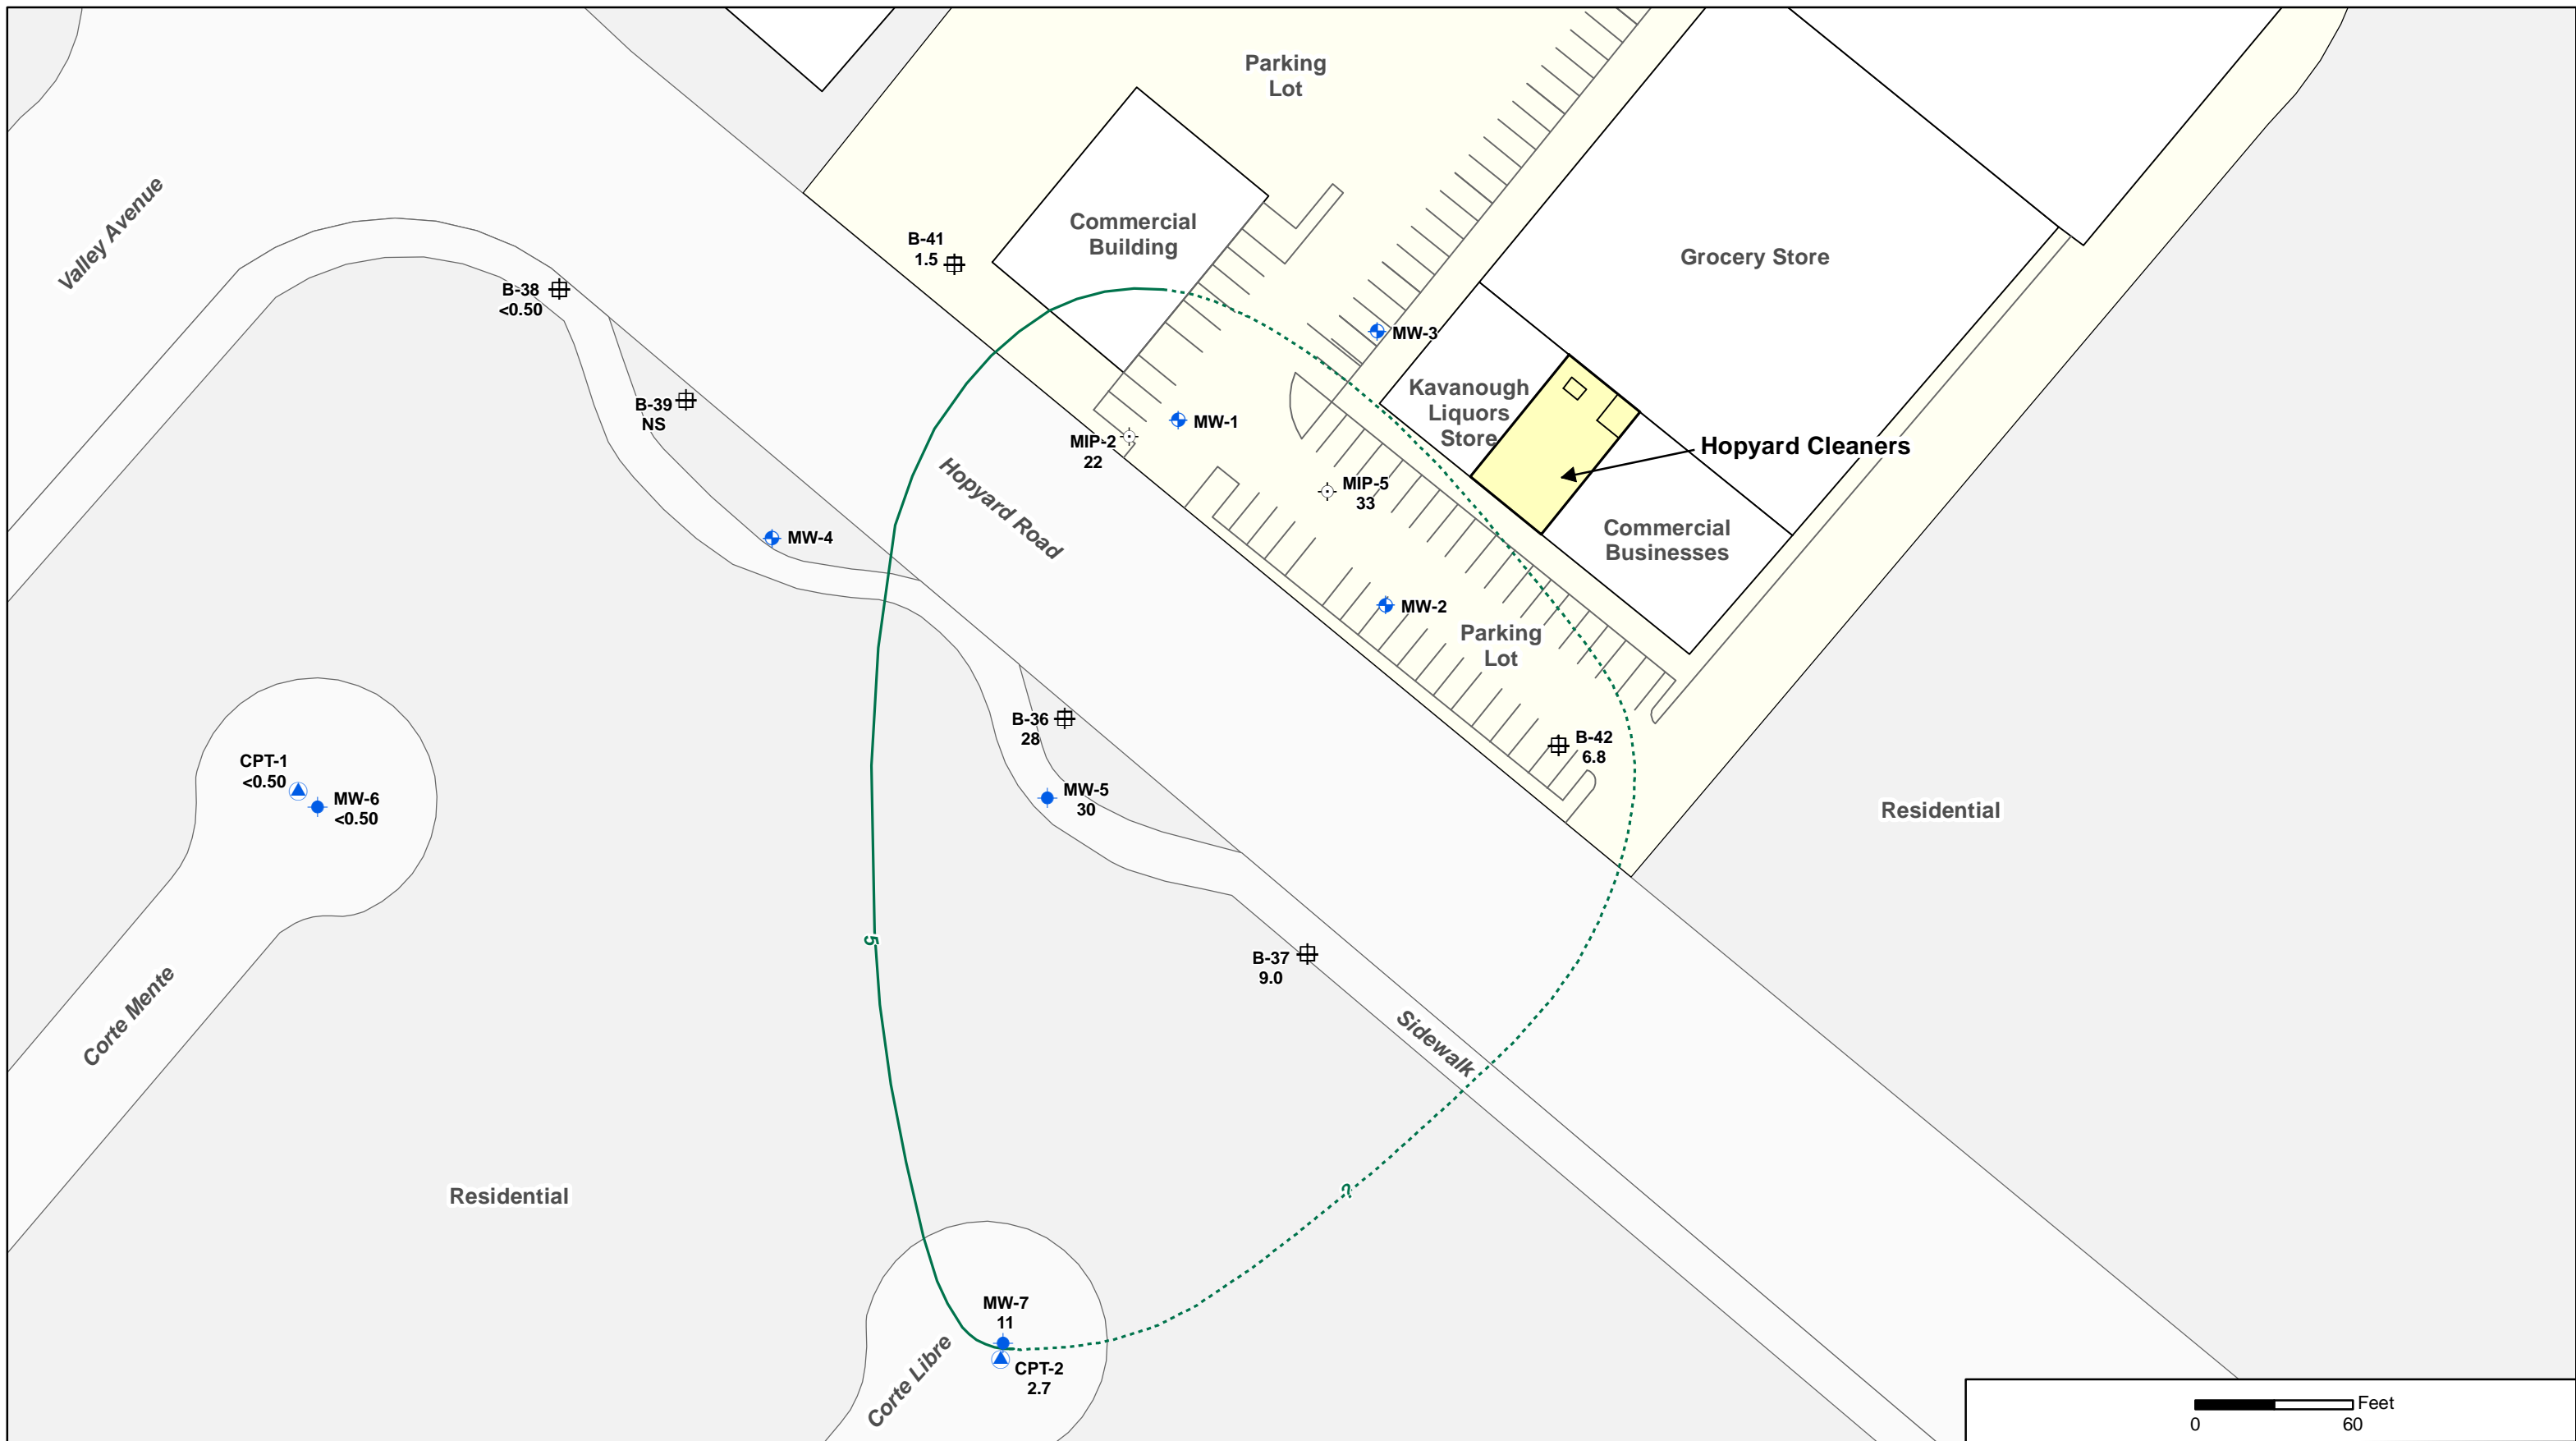 Parking
Lot
Commercial
Building
Grocery Store
Valley Avenue
B-41
1.5
B-38
<0.50
MW-3
B-39
NS
Kavanough
Liquors
Store
MW-1
MIP-2
22
Hopyard Cleaners
Hopyard Road
MIP-5
33
MW-4
Commercial
Businesses
MW-2
Parking
Lot
B-36
28
B-42
6.8
CPT-1
<0.50
MW-6
<0.50
MW-5
30
Residential
5
B-37
9.0
Corte Mente
Sidewalk
Residential
?
MW-7
11
CPT-2
2.7
Corte Libre
Feet
0 60